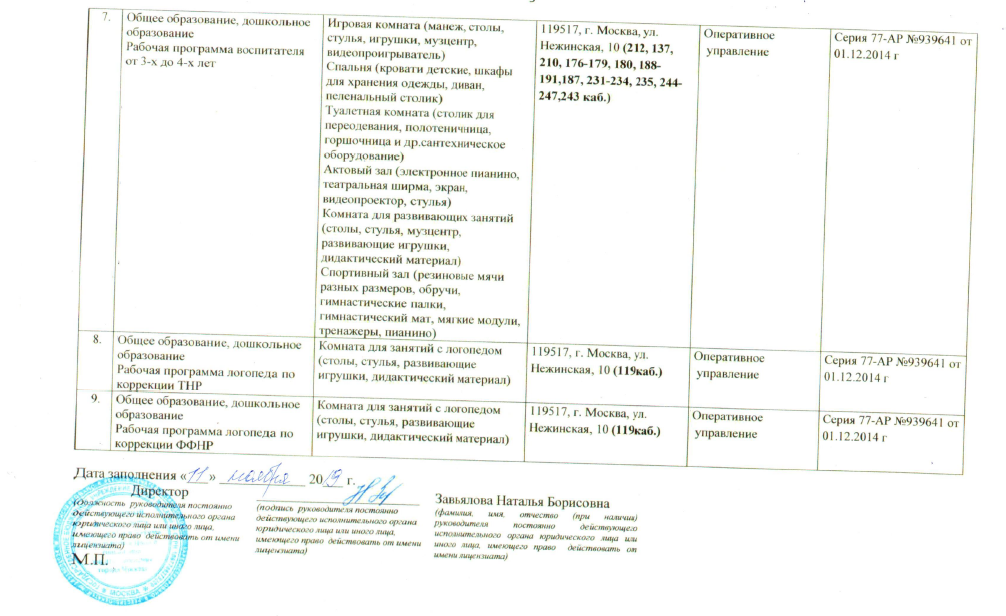 7.
Общее образование, дошкольное
образование
Рабочая программа воспитателя
от 3-х до 4-х лет
Игровая комната (манеж, столы,
стулья, игрушки, музцентр,
видеопроигрыватель)
Спальня (кровати детские, шкафы
для хранения одежды, диван,
пеленальный столик)
Туалетная комната (столик для
переодевания, полотеничница,
горшочница и др.сантехническое
оборудование)
Актовый зал (электронное пианино,
театральная ширма, экран,
видеопроектор, стулья)
Комната для развивающих занятий
(столы, стулья, музцентр,
развивающие игрушки,
дидактический материал)
Спортивный зал (резиновые мячи
разных размеров, обручи,
гимнастические палки,
гимнастический мат, мягкие модули,
тренажеры, пианино)
119517, г. Москва, ул.
Нежинская, 10 (212, 137,
210, 176-179, 180, 188-
191,187, 231-234, 235, 244-
247,243 каб.)
Оперативное
управление
Серия 77-АР №939641 от
01.12.2014 г
8.
Общее образование, дошкольное
образование
Рабочая программа логопеда по
коррекции ТНР
Комната для занятий с логопедом
(столы, стулья, развивающие
игрушки, дидактический материал)
119517, г. Москва, ул.
Нежинская, 10 (119каб.)
Оперативное
управление
Серия 77-АР №939641 от
01.12.2014 г
9.
Общее образование, дошкольное
образование
Рабочая программа логопеда по
коррекции ФФНР
Комната для занятий с логопедом
(столы, стулья, развивающие
игрушки, дидактический материал)
119517, г. Москва, ул.
Нежинская, 10 (119каб.)
Оперативное
управление
Серия 77-АР №939641 от
01.12.2014 г
Дата заполнения «11» ноября 2019 г.
Директор
(должность руководителя постоянно
действующего исполнительного органа
юридического лица или иного лица,
имеющего право действовать от имени
лицензиата)
М.П.
(подпись руководителя постоянно
действующего исполнительного органа
юридического лица или иного лица,
имеющего право действовать от имени
лицензиата)
Завьялова Наталья Борисовна
(фамилия, имя, отчество (при наличии)
руководителя постоянно действующего
исполнительного органа юридического лица или
иного лица, имеющего право действовать от
имени лицензиата)
МОСКВА